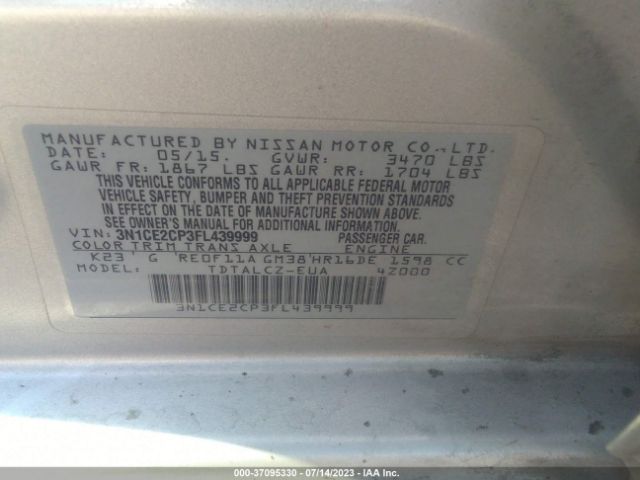 MANUFACTURED BY NISSAN MOTOR CO., LTD.
DATE: 05/15. GVWR: 3470 LBS
GAWR FR: 1867 LBS GAWR RR: 1704 LBS
THIS VEHICLE CONFORMS TO ALL APPLICABLE FEDERAL MOTOR
VEHICLE SAFETY, BUMPER AND THEFT PREVENTION STANDARDS
IN EFFECT ON THE DATE OF MANUFACTURE SHOWN ABOVE.
SEE OWNER'S MANUAL FOR ADDITIONAL INFORMATION
VIN: 3N1CE2CP3FL439999 PASSENGER CAR.
COLOR TRIM TRANS AXLE ENGINE
K23 G RE0F11A GM38 HR16DE 1598 CC
MODEL: TDTALCZ-EUA 4Z000
3N1CE2CP3FL439999
000-37095330 - 07/14/2023 - IAA Inc.